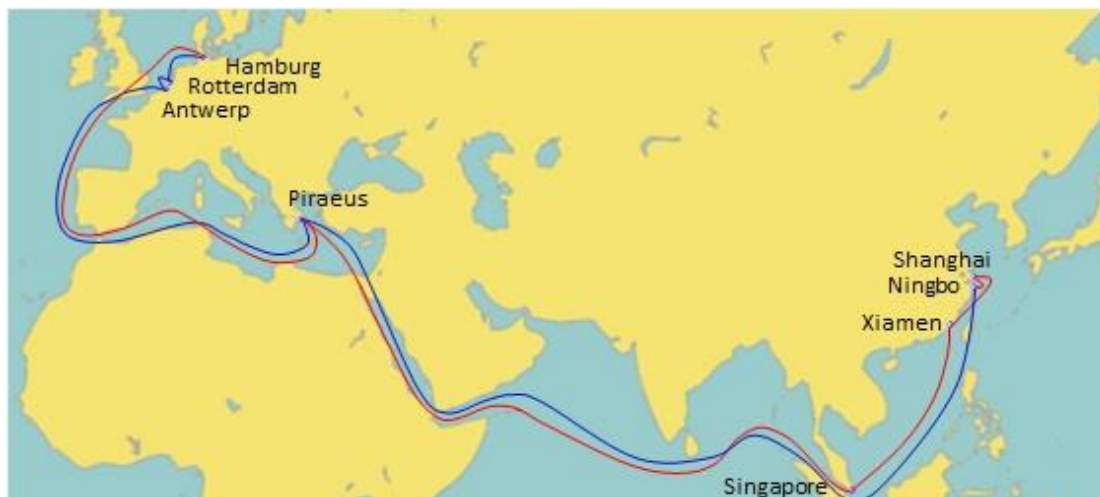 Hamburg
Rotterdam
Antwerp
Piraeus
Shanghai
Ningbo
Xiamen
Singapore